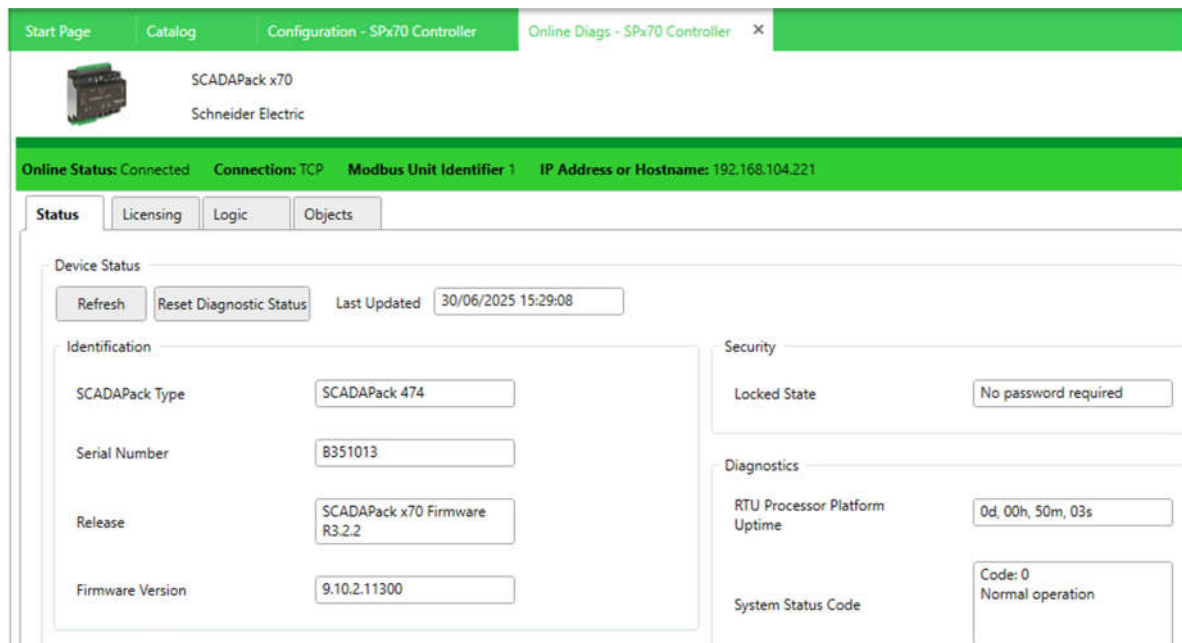 Start Page Catalog Configuration - SPx70 Controller Online Diags - SPx70 Controller ✕
SCADAPack x70
Schneider Electric
Online Status: Connected Connection: TCP Modbus Unit Identifier 1 IP Address or Hostname: 192.168.104.221
Status Licensing Logic Objects
Device Status
Refresh Reset Diagnostic Status Last Updated 30/06/2025 15:29:08
Identification
SCADAPack Type SCADAPack 474
Serial Number B351013
Release SCADAPack x70 Firmware
R3.2.2
Firmware Version 9.10.2.11300
Security
Locked State No password required
Diagnostics
RTU Processor Platform
Uptime
0d, 00h, 50m, 03s
System Status Code
Code: 0
Normal operation